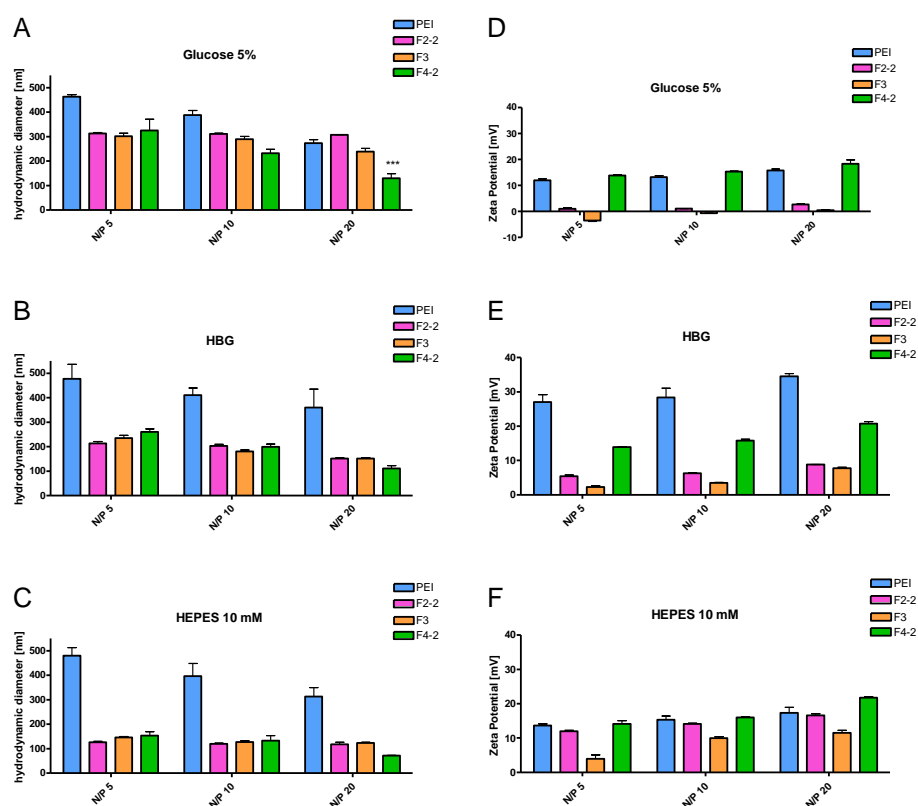 A
Glucose 5%
PEI
F2-2
F3
F4-2
hydrodynamic diameter [nm]
500
400
300
200
100
0
***
N/P 5
N/P 10
N/P 20
D
Glucose 5%
PEI
F2-2
F3
F4-2
Zeta Potential [mV]
40
30
20
10
0
-10
N/P 5
N/P 10
N/P 20
B
HBG
PEI
F2-2
F3
F4-2
hydrodynamic diameter [nm]
500
400
300
200
100
0
N/P 5
N/P 10
N/P 20
E
HBG
PEI
F2-2
F3
F4-2
Zeta Potential [mV]
40
30
20
10
0
N/P 5
N/P 10
N/P 20
C
HEPES 10 mM
PEI
F2-2
F3
F4-2
hydrodynamic diameter [nm]
500
400
300
200
100
0
N/P 5
N/P 10
N/P 20
F
HEPES 10 mM
PEI
F2-2
F3
F4-2
Zeta Potential [mV]
40
30
20
10
0
N/P 5
N/P 10
N/P 20